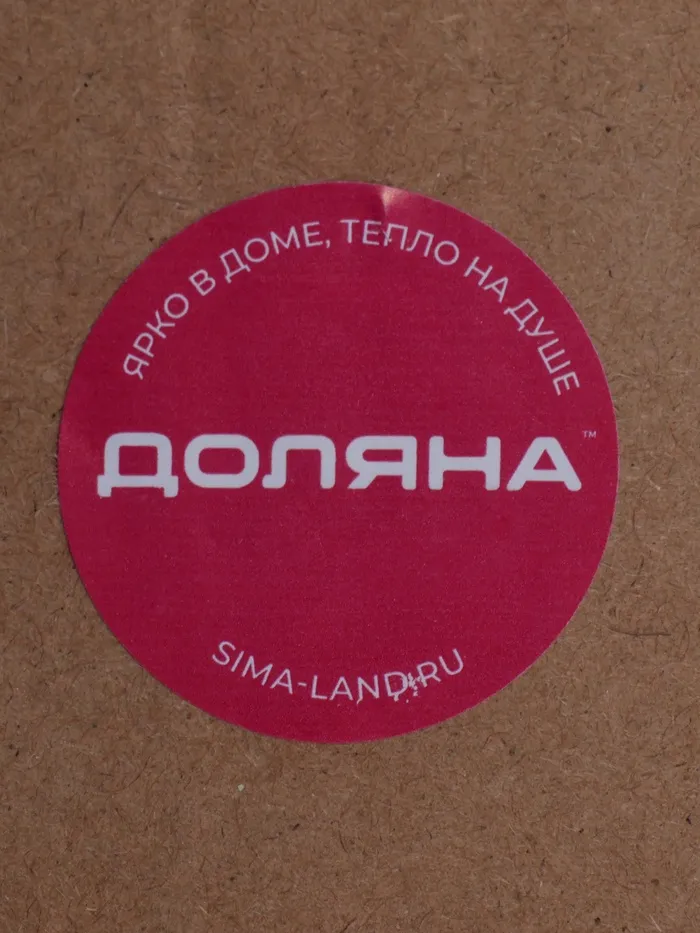 ЯРКО В ДОМЕ, ТЕПЛО НА ДУШЕ
ДОЛЯНА™
SIMA-LAND.RU